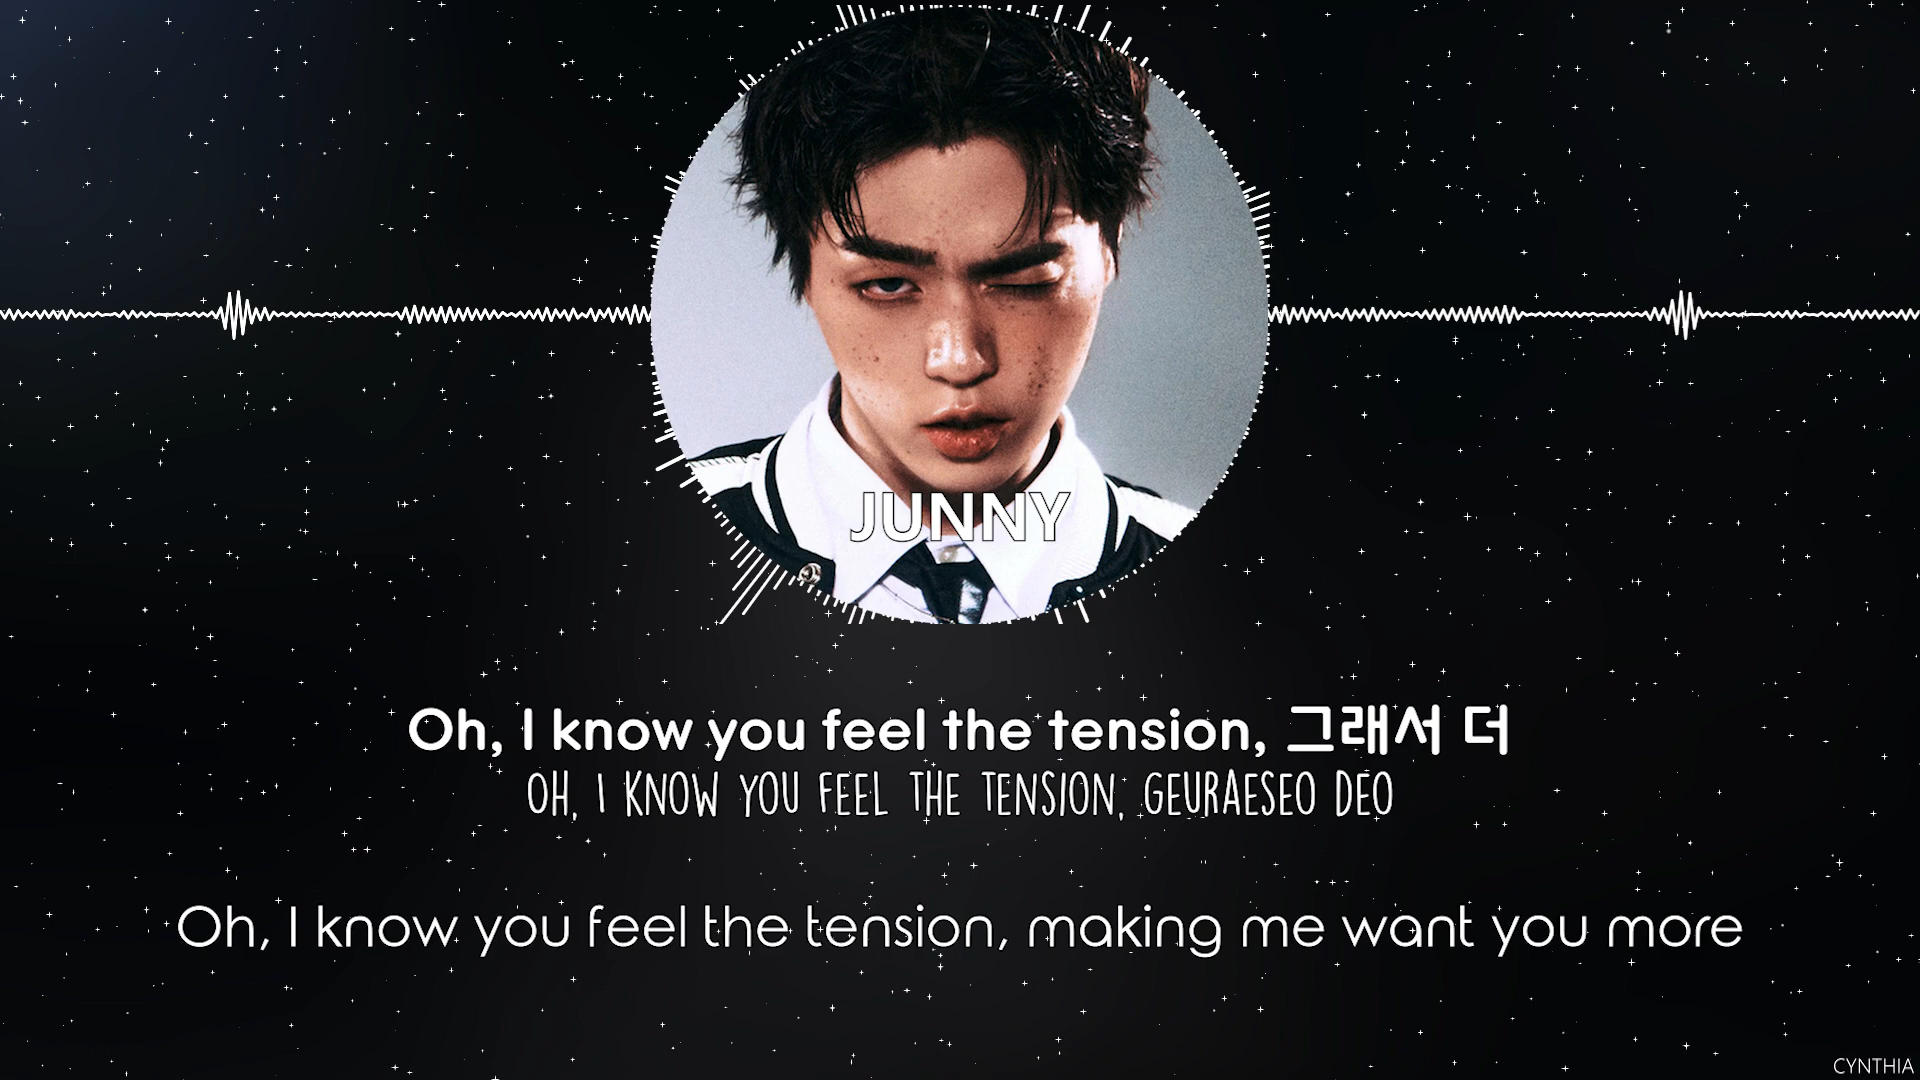 JUNNY
Oh, I know you feel the tension, 그래서 더
OH, I KNOW YOU FEEL THE TENSION, GEURAESEO DEO
Oh, I know you feel the tension, making me want you more
CYNTHIA